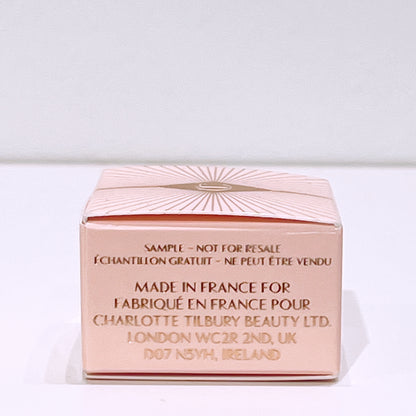 SAMPLE – NOT FOR RESALE
ÉCHANTILLON GRATUIT – NE PEUT ÊTRE VENDU
MADE IN FRANCE FOR
FABRIQUÉ EN FRANCE POUR
CHARLOTTE TILBURY BEAUTY LTD.
LONDON WC2R 2ND, UK
D07 N5YH, IRELAND